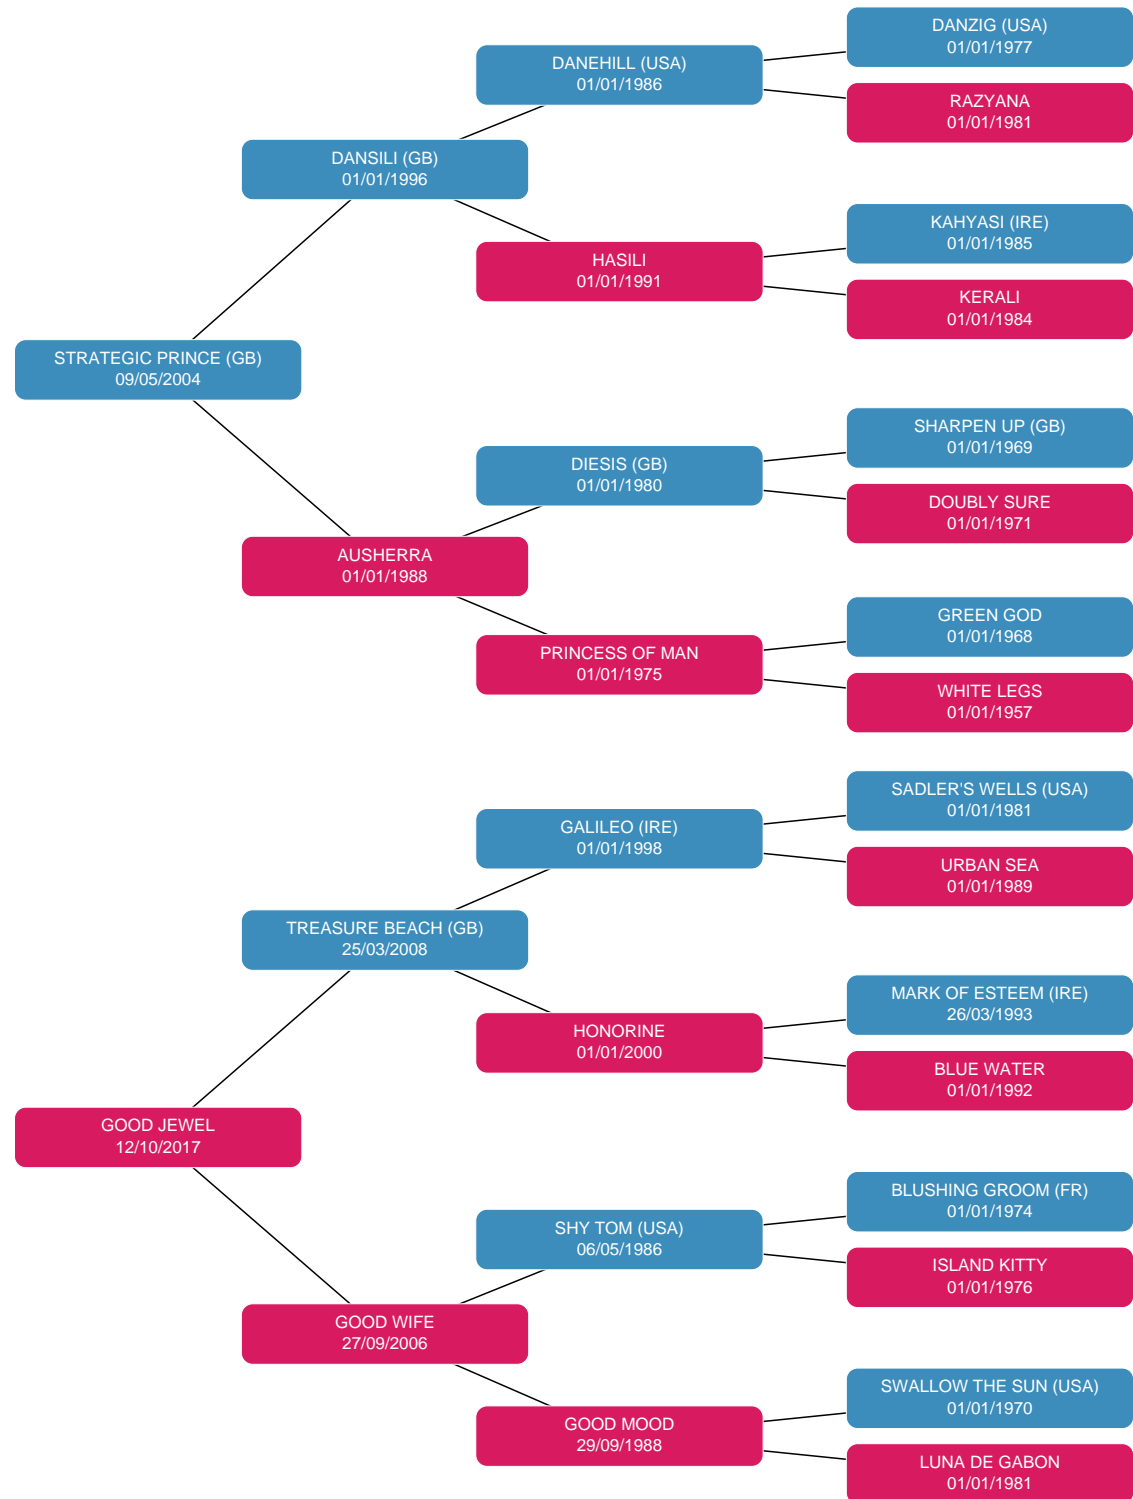 DANZIG (USA)
01/01/1977
DANEHILL (USA)
01/01/1986
RAZYANA
01/01/1981
DANSILI (GB)
01/01/1996
KAHYASI (IRE)
01/01/1985
HASILI
01/01/1991
KERALI
01/01/1984
STRATEGIC PRINCE (GB)
09/05/2004
SHARPEN UP (GB)
01/01/1969
DIESIS (GB)
01/01/1980
DOUBLY SURE
01/01/1971
AUSHERRA
01/01/1988
GREEN GOD
01/01/1968
PRINCESS OF MAN
01/01/1975
WHITE LEGS
01/01/1957
SADLER'S WELLS (USA)
01/01/1981
GALILEO (IRE)
01/01/1998
URBAN SEA
01/01/1989
TREASURE BEACH (GB)
25/03/2008
MARK OF ESTEEM (IRE)
26/03/1993
HONORINE
01/01/2000
BLUE WATER
01/01/1992
GOOD JEWEL
12/10/2017
BLUSHING GROOM (FR)
01/01/1974
SHY TOM (USA)
06/05/1986
ISLAND KITTY
01/01/1976
GOOD WIFE
27/09/2006
SWALLOW THE SUN (USA)
01/01/1970
GOOD MOOD
29/09/1988
LUNA DE GABON
01/01/1981